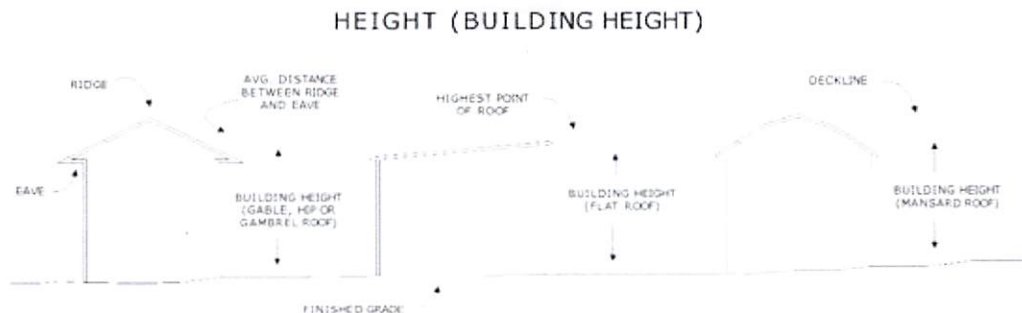 HEIGHT (BUILDING HEIGHT)
RIDGE
AVG. DISTANCE
BETWEEN RIDGE
AND EAVE
HIGHEST POINT
OF ROOF
DECKLINE
EAVE
BUILDING HEIGHT
(GABLE, HIP OR
GAMBREL ROOF)
BUILDING HEIGHT
(FLAT ROOF)
BUILDING HEIGHT
(MANSARD ROOF)
FINISHED GRADE